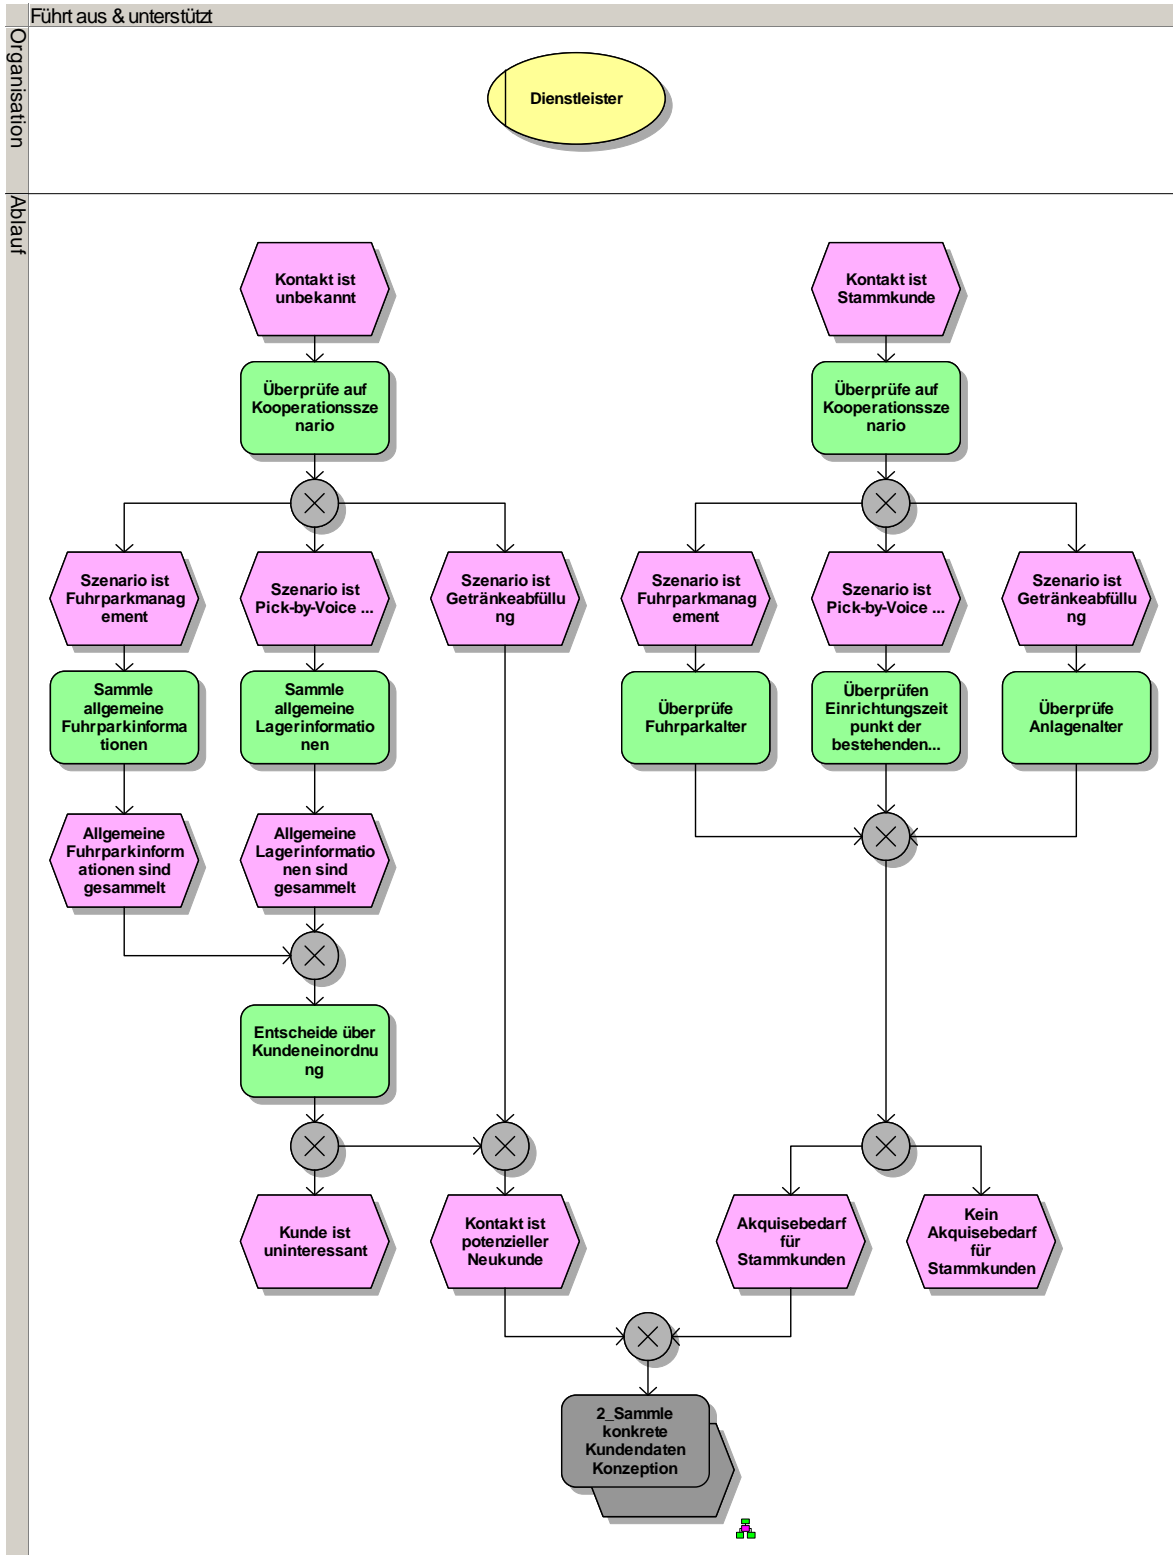 Führt aus & unterstützt
Organisation
Dienstleister
Ablauf
Kontakt ist
unbekannt
Kontakt ist
Stammkunde
Überprüfe auf
Kooperationssze
nario
Überprüfe auf
Kooperationssze
nario
Szenario ist
Fuhrparkmanag
ement
Szenario ist
Pick-by-Voice ...
Szenario ist
Getränkeabfüllu
ng
Szenario ist
Fuhrparkmanag
ement
Szenario ist
Pick-by-Voice ...
Szenario ist
Getränkeabfüllu
ng
Sammle
allgemeine
Fuhrparkinforma
tionen
Sammle
allgemeine
Lagerinformatio
nen
Überprüfe
Fuhrparkalter
Überprüfen
Einrichtungszeit
punkt der
bestehenden...
Überprüfe
Anlagenalter
Allgemeine
Fuhrparkinform
ationen sind
gesammelt
Allgemeine
Lagerinformatio
nen sind
gesammelt
Entscheide über
Kundeneinordnu
ng
Kunde ist
uninteressant
Kontakt ist
potenzieller
Neukunde
Akquisebedarf
für
Stammkunden
Kein
Akquisebedarf
für
Stammkunden
2_Sammle
konkrete
Kundendaten
Konzeption